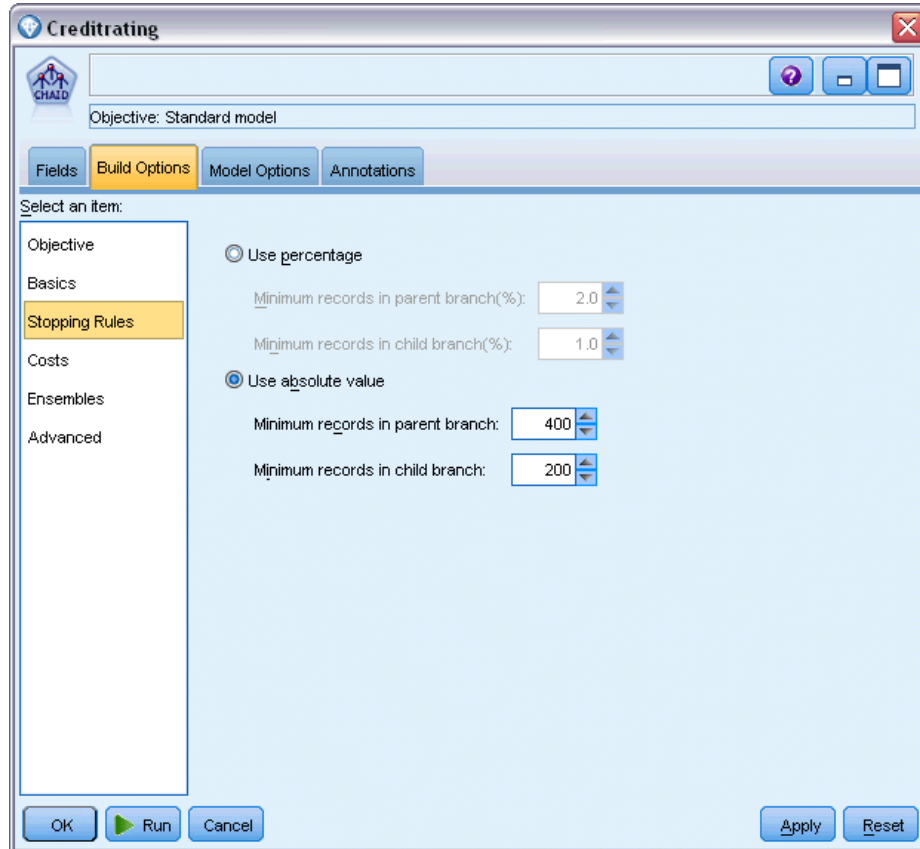 Creditrating
CHAID
Objective: Standard model
Fields
Build Options
Model Options
Annotations
Select an item:
Objective
Basics
Stopping Rules
Costs
Ensembles
Advanced
Use percentage
Minimum records in parent branch(%): 2.0
Minimum records in child branch(%): 1.0
Use absolute value
Minimum records in parent branch: 400
Minimum records in child branch: 200
OK
Run
Cancel
Apply
Reset